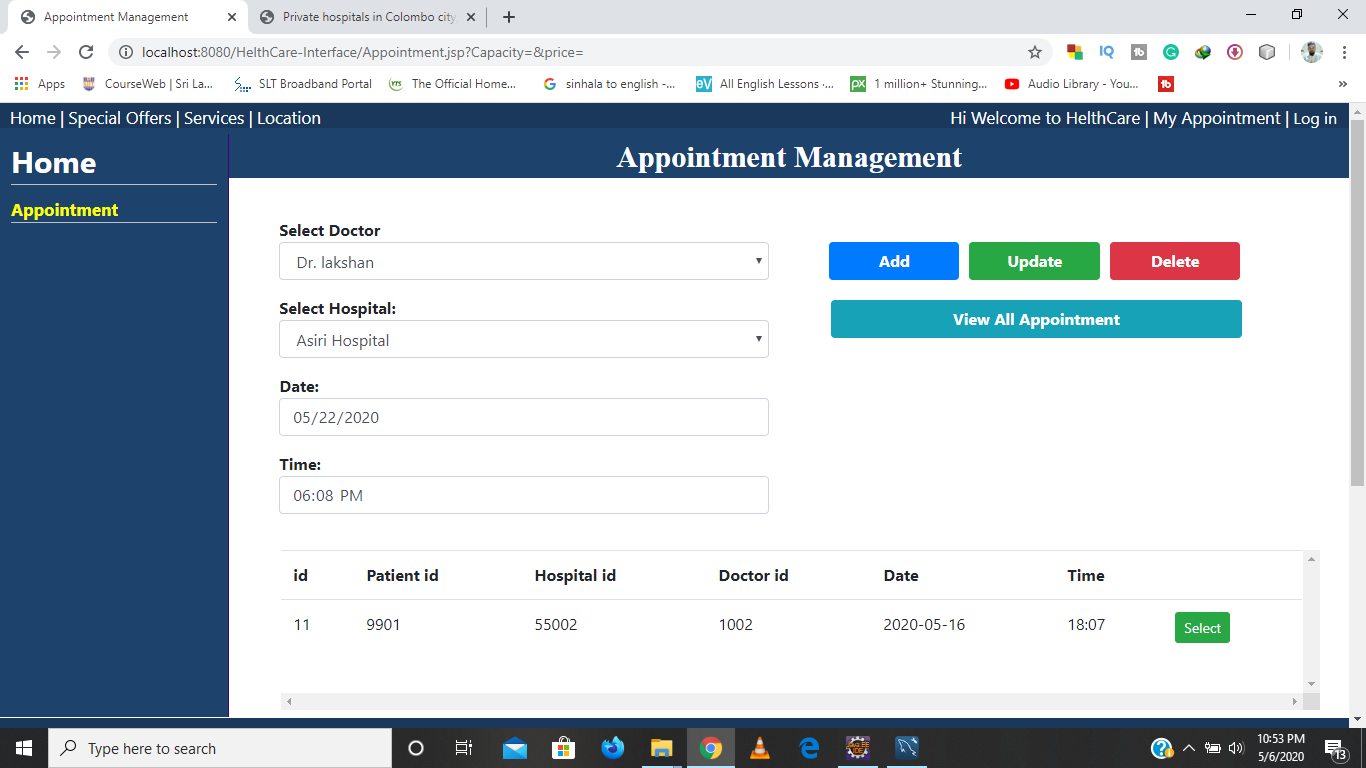 Appointment Management
Private hospitals in Colombo city
localhost:8080/HelthCare-Interface/Appointment.jsp?Capacity=&price=
Apps CourseWeb | Sri La... SLT Broadband Portal The Official Home... sinhala to english -... All English Lessons -... 1 million+ Stunning... Audio Library - You...
Home | Special Offers | Services | Location
Hi Welcome to HelthCare | My Appointment | Log in
Home
Appointment
Appointment Management
Select Doctor
Dr. lakshan
Add Update Delete
Select Hospital:
View All Appointment
Asiri Hospital
Date:
05/22/2020
Time:
06:08 PM
id Patient id Hospital id Doctor id Date Time
11 9901 55002 1002 2020-05-16 18:07 Select
Type here to search
10:53 PM
5/6/2020
13